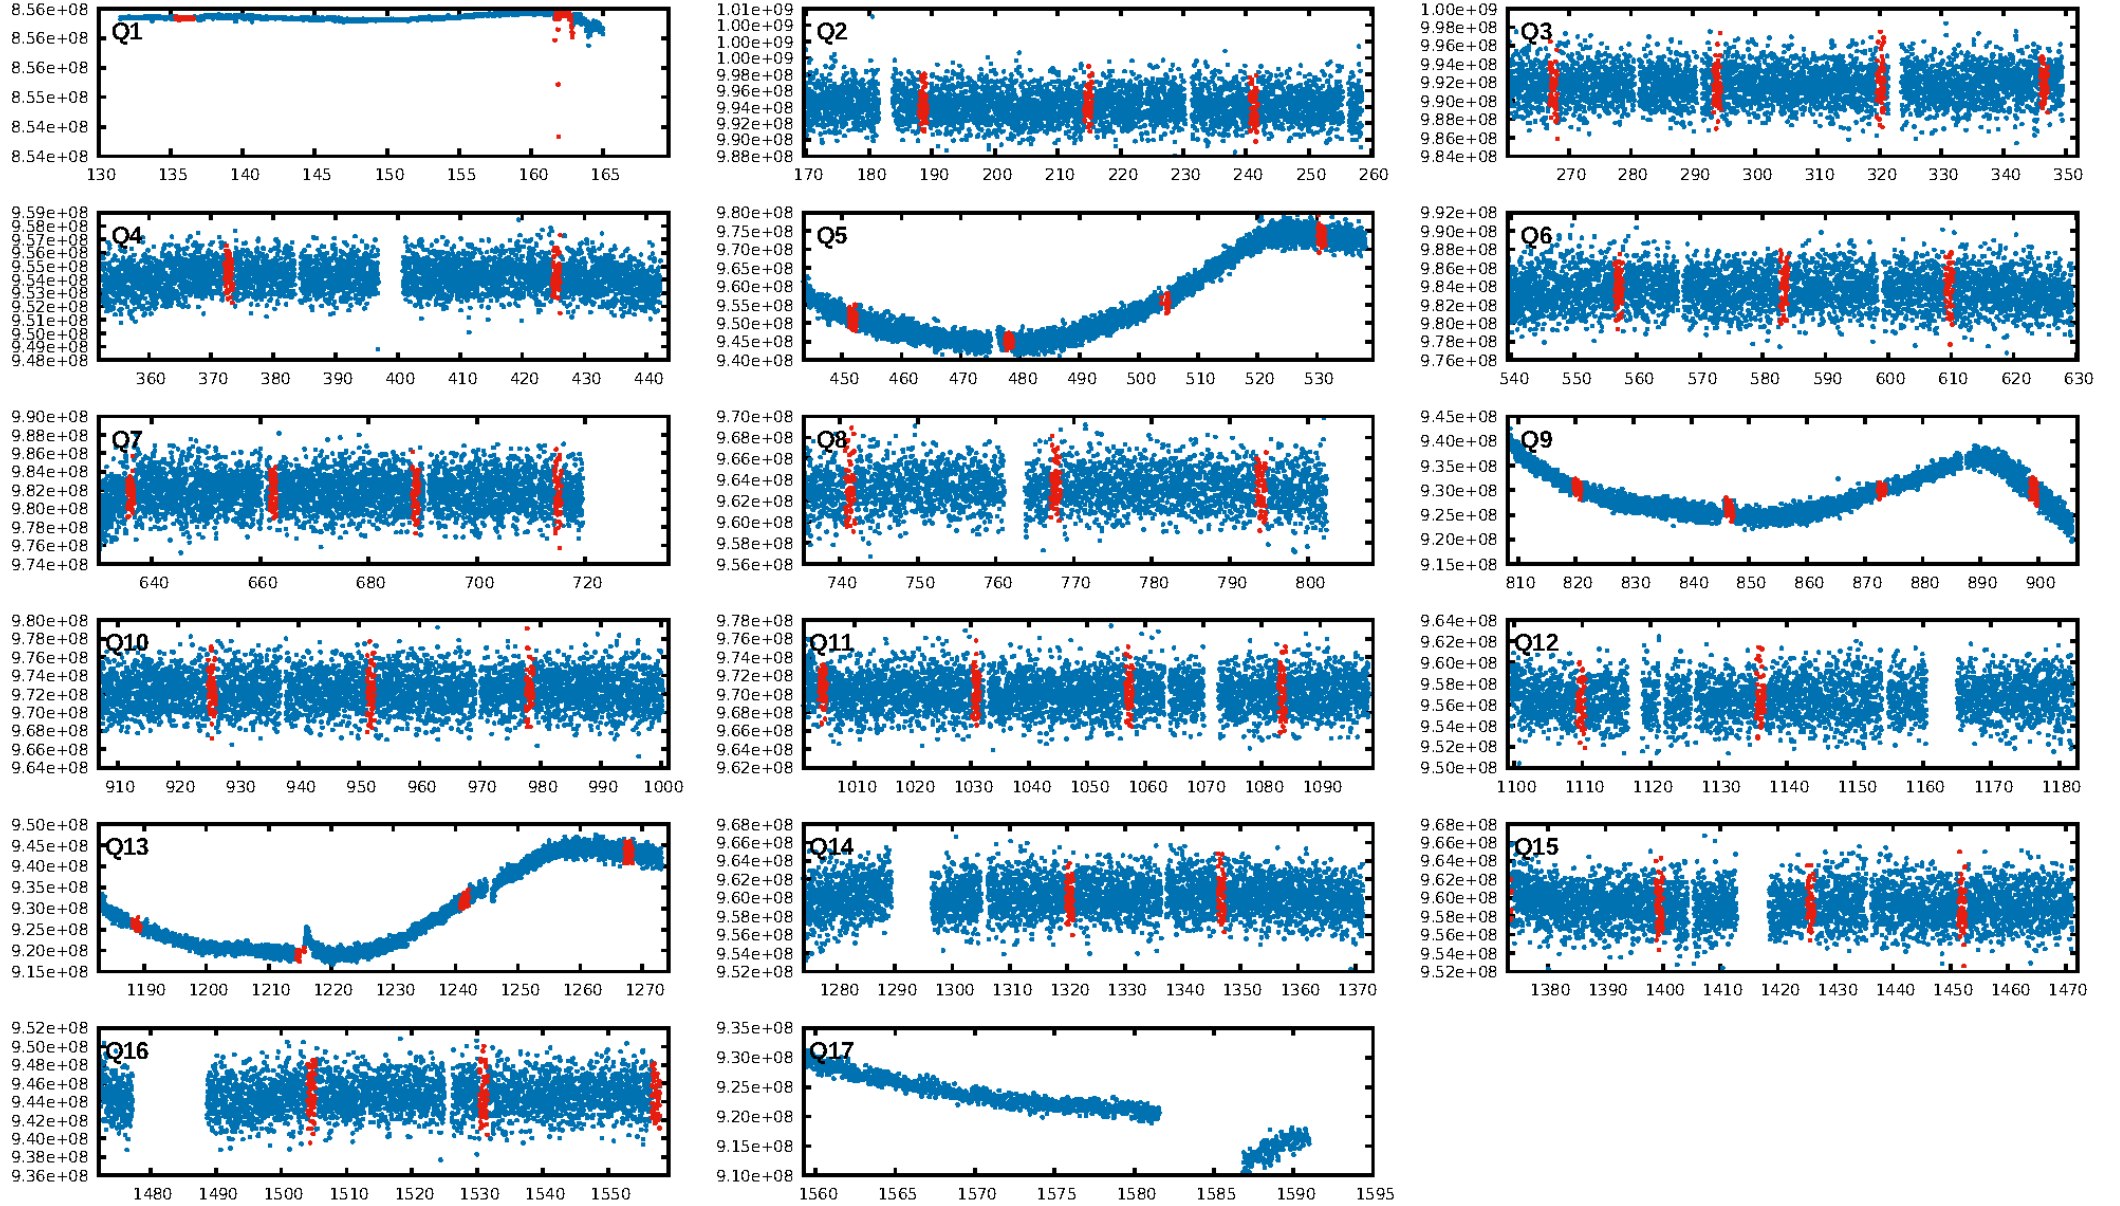 Q1
8.56e+08
8.56e+08
8.56e+08
8.55e+08
8.54e+08
8.54e+08
130 135 140 145 150 155 160 165
Q2
1.01e+09
1.00e+09
1.00e+09
1.00e+09
9.98e+08
9.96e+08
9.94e+08
9.92e+08
9.90e+08
9.88e+08
170 180 190 200 210 220 230 240 250 260
Q3
1.00e+09
9.98e+08
9.96e+08
9.94e+08
9.92e+08
9.90e+08
9.88e+08
9.86e+08
9.84e+08
270 280 290 300 310 320 330 340 350
Q4
9.59e+08
9.58e+08
9.57e+08
9.56e+08
9.55e+08
9.54e+08
9.53e+08
9.52e+08
9.51e+08
9.50e+08
9.49e+08
9.48e+08
360 370 380 390 400 410 420 430 440
Q5
9.80e+08
9.75e+08
9.70e+08
9.65e+08
9.60e+08
9.55e+08
9.50e+08
9.45e+08
9.40e+08
450 460 470 480 490 500 510 520 530
Q6
9.92e+08
9.90e+08
9.88e+08
9.86e+08
9.84e+08
9.82e+08
9.80e+08
9.78e+08
9.76e+08
540 550 560 570 580 590 600 610 620 630
Q7
9.90e+08
9.88e+08
9.86e+08
9.84e+08
9.82e+08
9.80e+08
9.78e+08
9.76e+08
9.74e+08
640 660 680 700 720
Q8
9.70e+08
9.68e+08
9.66e+08
9.64e+08
9.62e+08
9.60e+08
9.58e+08
9.56e+08
740 750 760 770 780 790 800
Q9
9.45e+08
9.40e+08
9.35e+08
9.30e+08
9.25e+08
9.20e+08
9.15e+08
810 820 830 840 850 860 870 880 890 900
Q10
9.80e+08
9.78e+08
9.76e+08
9.74e+08
9.72e+08
9.70e+08
9.68e+08
9.66e+08
9.64e+08
910 920 930 940 950 960 970 980 990 1000
Q11
9.78e+08
9.76e+08
9.74e+08
9.72e+08
9.70e+08
9.68e+08
9.66e+08
9.64e+08
9.62e+08
1010 1020 1030 1040 1050 1060 1070 1080 1090
Q12
9.64e+08
9.62e+08
9.60e+08
9.58e+08
9.56e+08
9.54e+08
9.52e+08
9.50e+08
1100 1110 1120 1130 1140 1150 1160 1170 1180
Q13
9.50e+08
9.45e+08
9.40e+08
9.35e+08
9.30e+08
9.25e+08
9.20e+08
9.15e+08
1190 1200 1210 1220 1230 1240 1250 1260 1270
Q14
9.68e+08
9.66e+08
9.64e+08
9.62e+08
9.60e+08
9.58e+08
9.56e+08
9.54e+08
9.52e+08
1280 1290 1300 1310 1320 1330 1340 1350 1360 1370
Q15
9.68e+08
9.66e+08
9.64e+08
9.62e+08
9.60e+08
9.58e+08
9.56e+08
9.54e+08
9.52e+08
1380 1390 1400 1410 1420 1430 1440 1450 1460 1470
Q16
9.52e+08
9.50e+08
9.48e+08
9.46e+08
9.44e+08
9.42e+08
9.40e+08
9.38e+08
9.36e+08
1480 1490 1500 1510 1520 1530 1540 1550
Q17
9.35e+08
9.30e+08
9.25e+08
9.20e+08
9.15e+08
9.10e+08
1560 1565 1570 1575 1580 1585 1590 1595